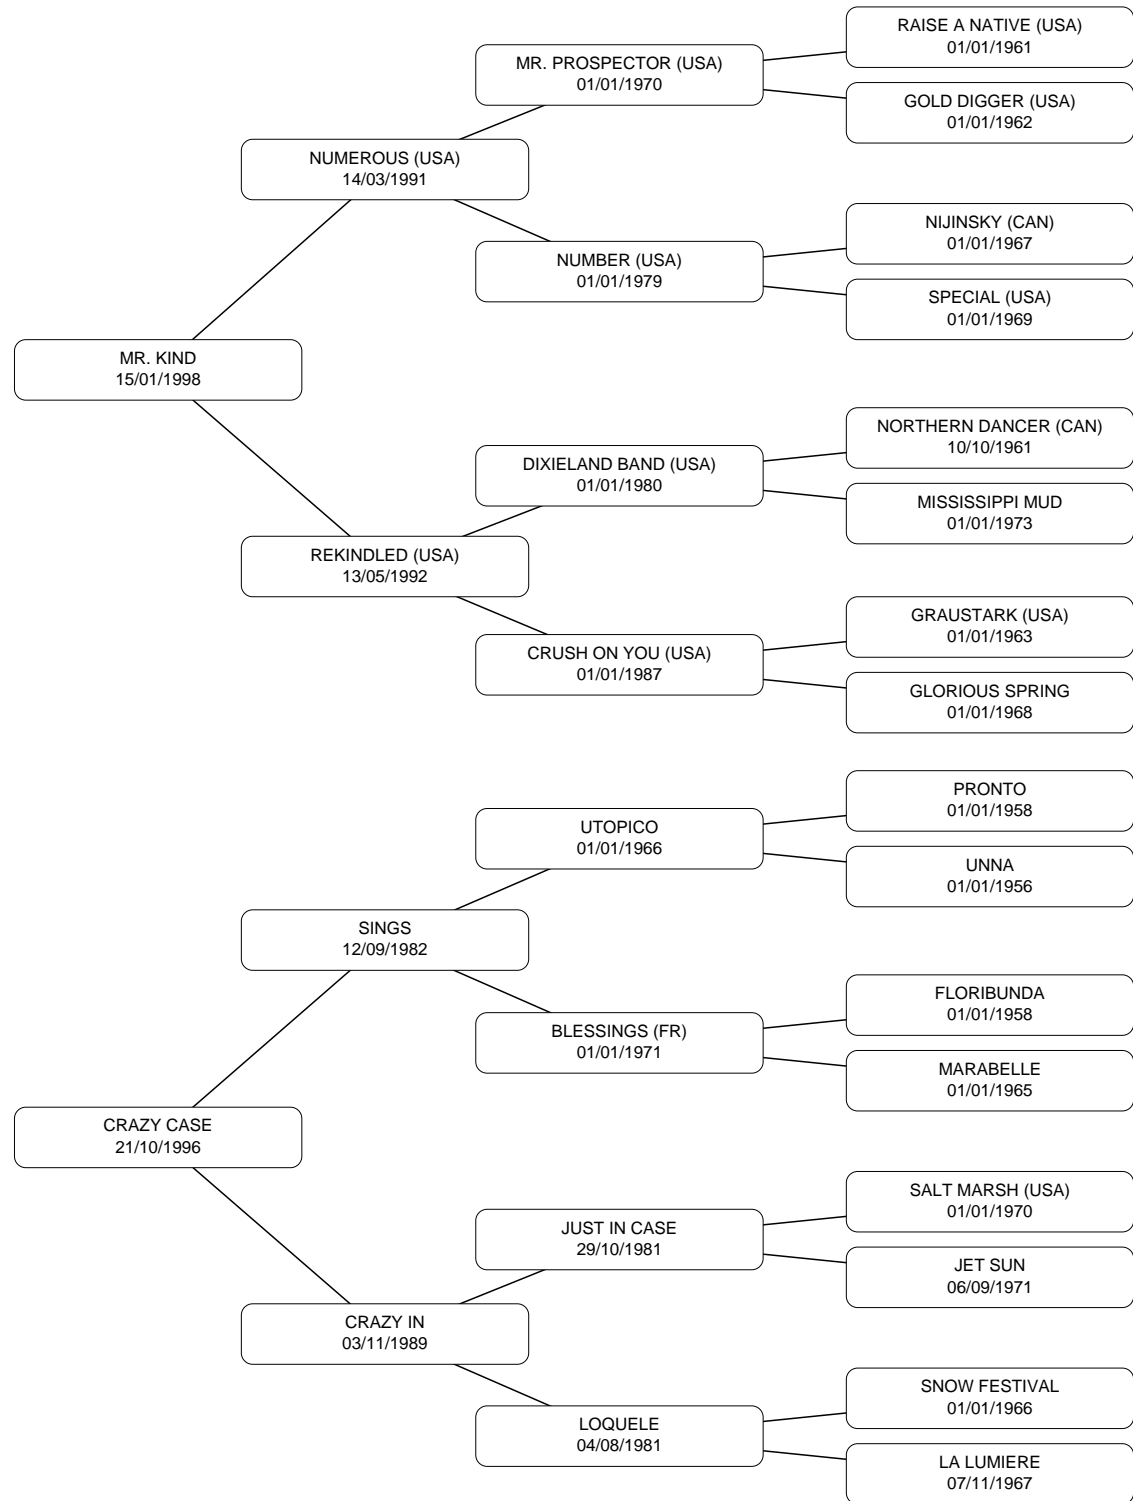 RAISE A NATIVE (USA)
01/01/1961
MR. PROSPECTOR (USA)
01/01/1970
GOLD DIGGER (USA)
01/01/1962
NUMEROUS (USA)
14/03/1991
NIJINSKY (CAN)
01/01/1967
NUMBER (USA)
01/01/1979
SPECIAL (USA)
01/01/1969
MR. KIND
15/01/1998
NORTHERN DANCER (CAN)
10/10/1961
DIXIELAND BAND (USA)
01/01/1980
MISSISSIPPI MUD
01/01/1973
REKINDLED (USA)
13/05/1992
GRAUSTARK (USA)
01/01/1963
CRUSH ON YOU (USA)
01/01/1987
GLORIOUS SPRING
01/01/1968
PRONTO
01/01/1958
UTOPICO
01/01/1966
UNNA
01/01/1956
SINGS
12/09/1982
FLORIBUNDA
01/01/1958
BLESSINGS (FR)
01/01/1971
MARABELLE
01/01/1965
CRAZY CASE
21/10/1996
SALT MARSH (USA)
01/01/1970
JUST IN CASE
29/10/1981
JET SUN
06/09/1971
CRAZY IN
03/11/1989
SNOW FESTIVAL
01/01/1966
LOQUELE
04/08/1981
LA LUMIERE
07/11/1967